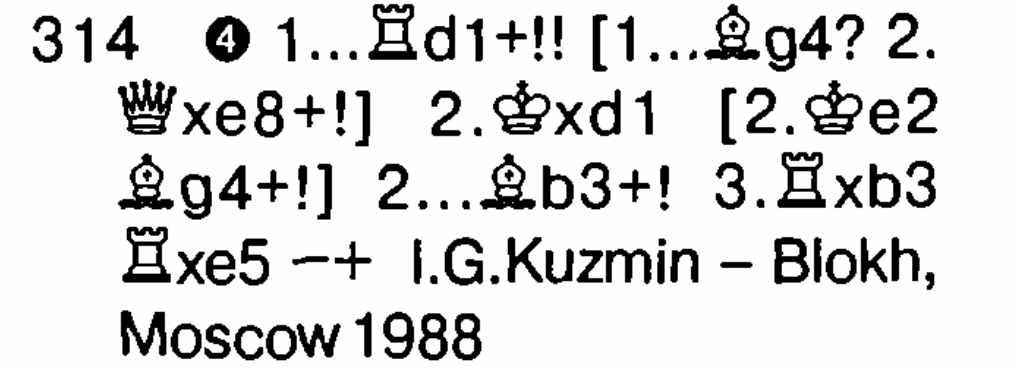 314 ❹ 1...♖d1+!! [1...♗g4? 2.
♕xe8+!] 2.♔xd1 [2.♔e2
♗g4+!] 2...♗b3+! 3.♖xb3
♖xe5 –+ I.G.Kuzmin – Blokh,
Moscow 1988